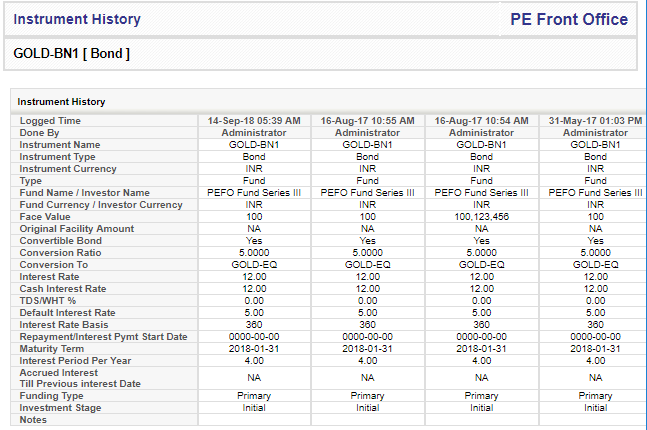 Instrument History PE Front Office
GOLD-BN1 [ Bond ]
Instrument History
Logged Time 14-Sep-18 05:39 AM 16-Aug-17 10:55 AM 16-Aug-17 10:54 AM 31-May-17 01:03 PM
Done By Administrator Administrator Administrator Administrator
Instrument Name GOLD-BN1 GOLD-BN1 GOLD-BN1 GOLD-BN1
Instrument Type Bond Bond Bond Bond
Instrument Currency INR INR INR INR
Type Fund Fund Fund Fund
Fund Name / Investor Name PEFO Fund Series III PEFO Fund Series III PEFO Fund Series III PEFO Fund Series III
Fund Currency / Investor Currency INR INR INR INR
Face Value 100 100 100,123,456 100
Original Facility Amount NA NA NA NA
Convertible Bond Yes Yes Yes Yes
Conversion Ratio 5.0000 5.0000 5.0000 5.0000
Conversion To GOLD-EQ GOLD-EQ GOLD-EQ GOLD-EQ
Interest Rate 12.00 12.00 12.00 12.00
Cash Interest Rate 12.00 12.00 12.00 12.00
TDS/WHT % 0.00 0.00 0.00 0.00
Default Interest Rate 5.00 5.00 5.00 5.00
Interest Rate Basis 360 360 360 360
Repayment/Interest Pymt Start Date 0000-00-00 0000-00-00 0000-00-00 0000-00-00
Maturity Term 2018-01-31 2018-01-31 2018-01-31 2018-01-31
Interest Period Per Year 4.00 4.00 4.00 4.00
Accrued Interest
Till Previous interest Date NA NA NA NA
Funding Type Primary Primary Primary Primary
Investment Stage Initial Initial Initial Initial
Notes